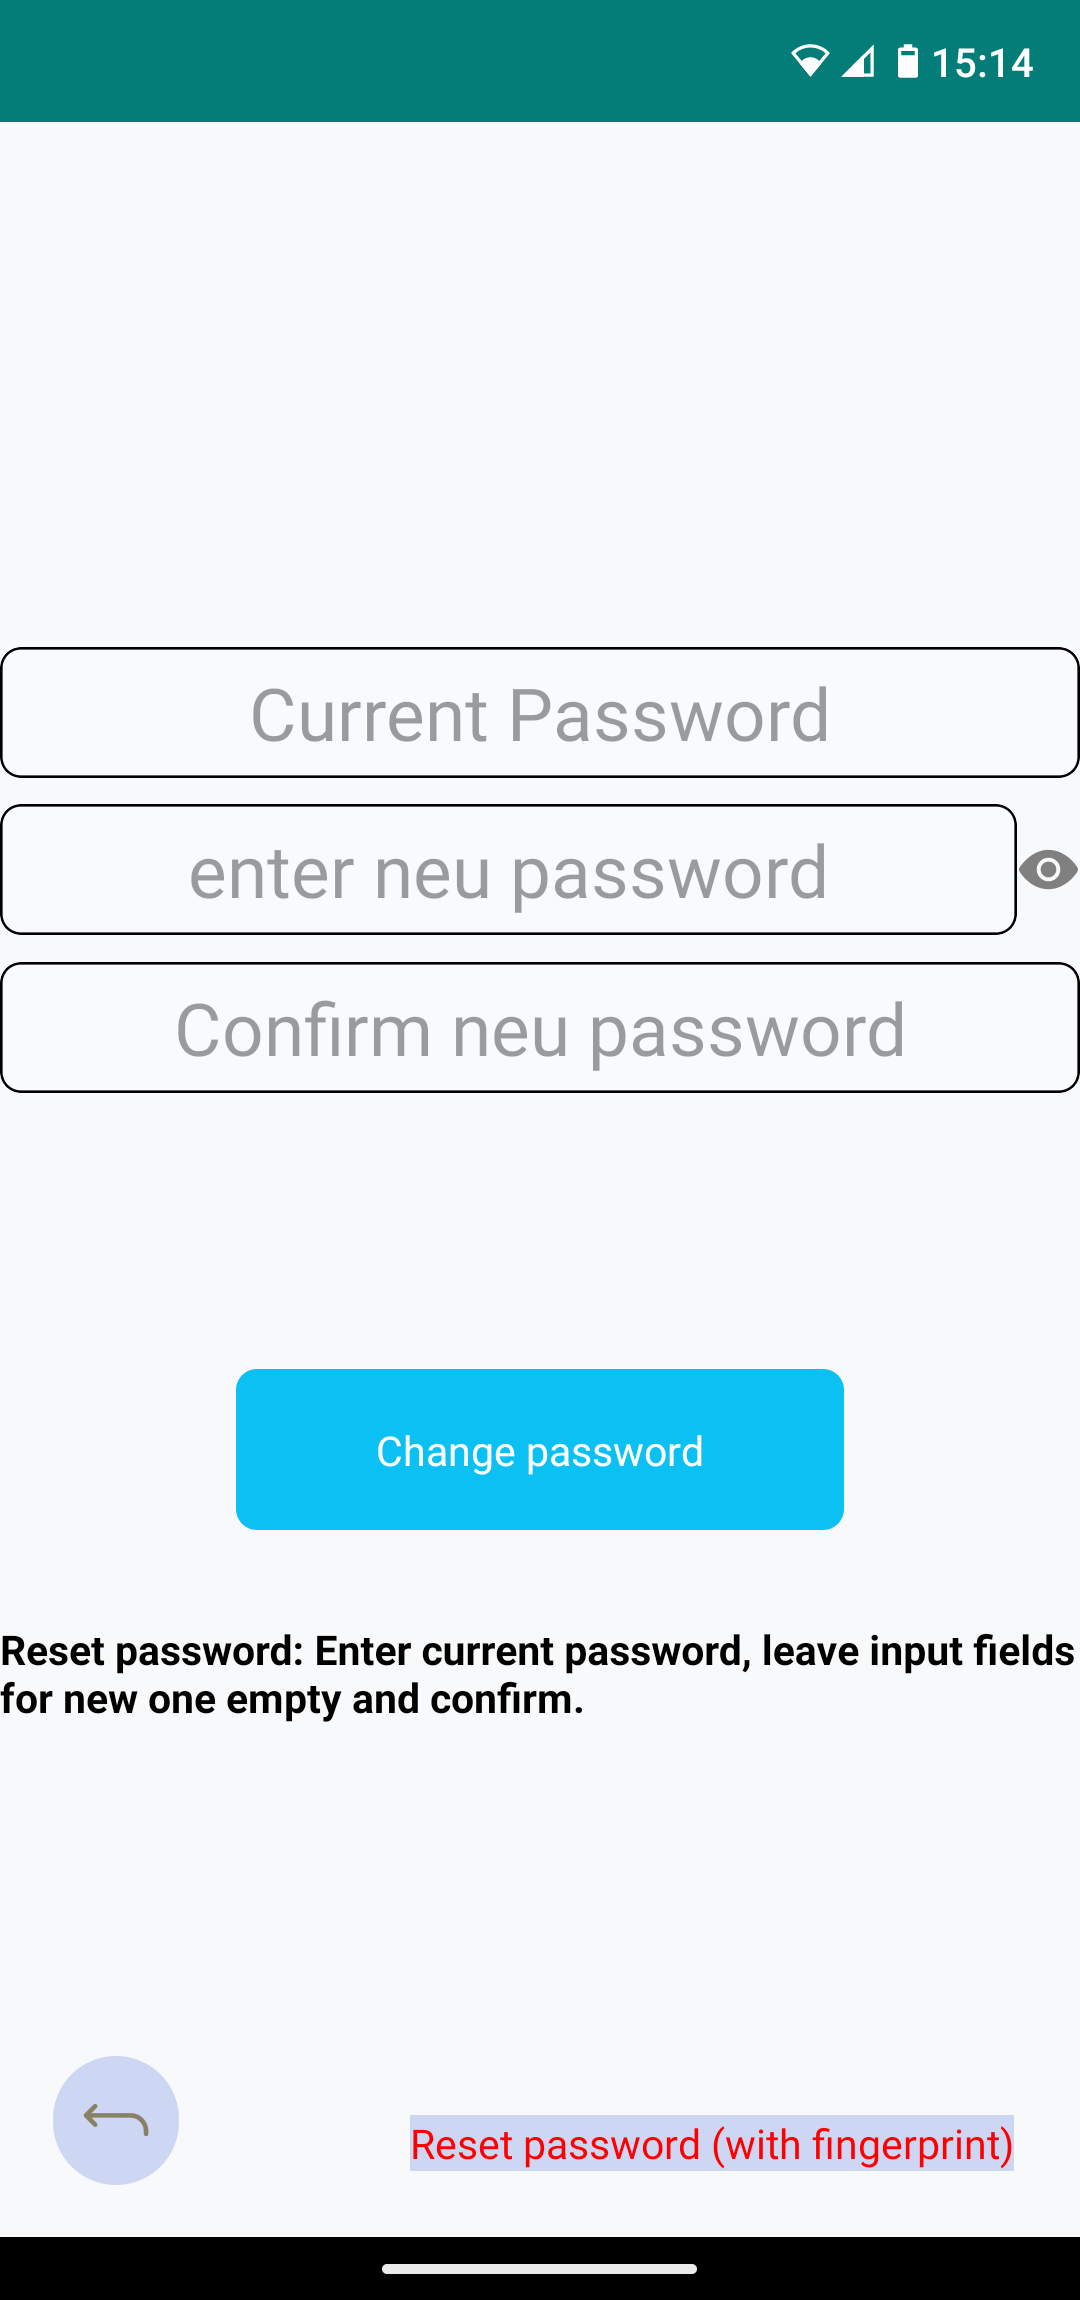 15:14
Current Password
enter neu password
Confirm neu password
Change password
Reset password: Enter current password, leave input fields
for new one empty and confirm.
Reset password (with fingerprint)